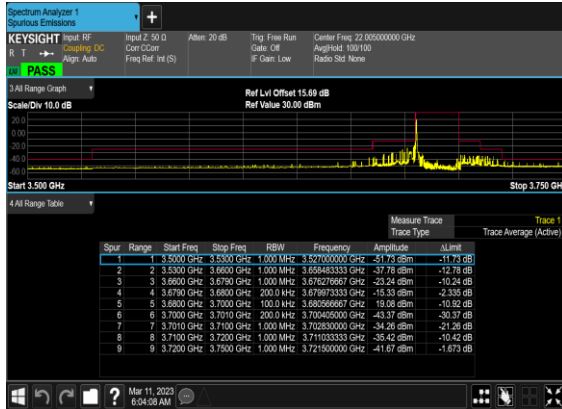 Spectrum Analyzer 1
Spurious Emissions
KEYSIGHT Input: RF Input Z: 50 Ω Atten: 20 dB Trig: Free Run Center Freq: 22.005000000 GHz
R T Coupling: DC Corr CCorr Gate: Off Avg|Hold: 100/100
Align: Auto Freq Ref: Int (S) IF Gain: Low Radio Std: None
PASS
3 All Range Graph
Ref Lvl Offset 15.69 dB
Scale/Div 10.0 dB Ref Value 30.00 dBm
20.0
0.00
-20.0
-40.0
-60.0
Start 3.500 GHz Stop 3.750 GHz
4 All Range Table
Measure Trace Trace 1
Trace Type Trace Average (Active)
Spur Range Start Freq Stop Freq RBW Frequency Amplitude ΔLimit
1 1 3.5000 GHz 3.5300 GHz 1.000 MHz 3.527000000 GHz -51.73 dBm -11.73 dB
2 2 3.5300 GHz 3.6600 GHz 1.000 MHz 3.658483333 GHz -37.78 dBm -12.78 dB
3 3 3.6600 GHz 3.6790 GHz 1.000 MHz 3.676276667 GHz -23.24 dBm -10.24 dB
4 4 3.6790 GHz 3.6800 GHz 200.0 kHz 3.679973333 GHz -15.33 dBm -2.335 dB
5 5 3.6800 GHz 3.7000 GHz 100.0 kHz 3.680566667 GHz 19.08 dBm -10.92 dB
6 6 3.7000 GHz 3.7010 GHz 200.0 kHz 3.700405000 GHz -43.37 dBm -30.37 dB
7 7 3.7010 GHz 3.7100 GHz 1.000 MHz 3.702830000 GHz -34.26 dBm -21.26 dB
8 8 3.7100 GHz 3.7200 GHz 1.000 MHz 3.711033333 GHz -35.42 dBm -10.42 dB
9 9 3.7200 GHz 3.7500 GHz 1.000 MHz 3.721500000 GHz -41.67 dBm -1.673 dB
Mar 11, 2023
6:04:08 AM